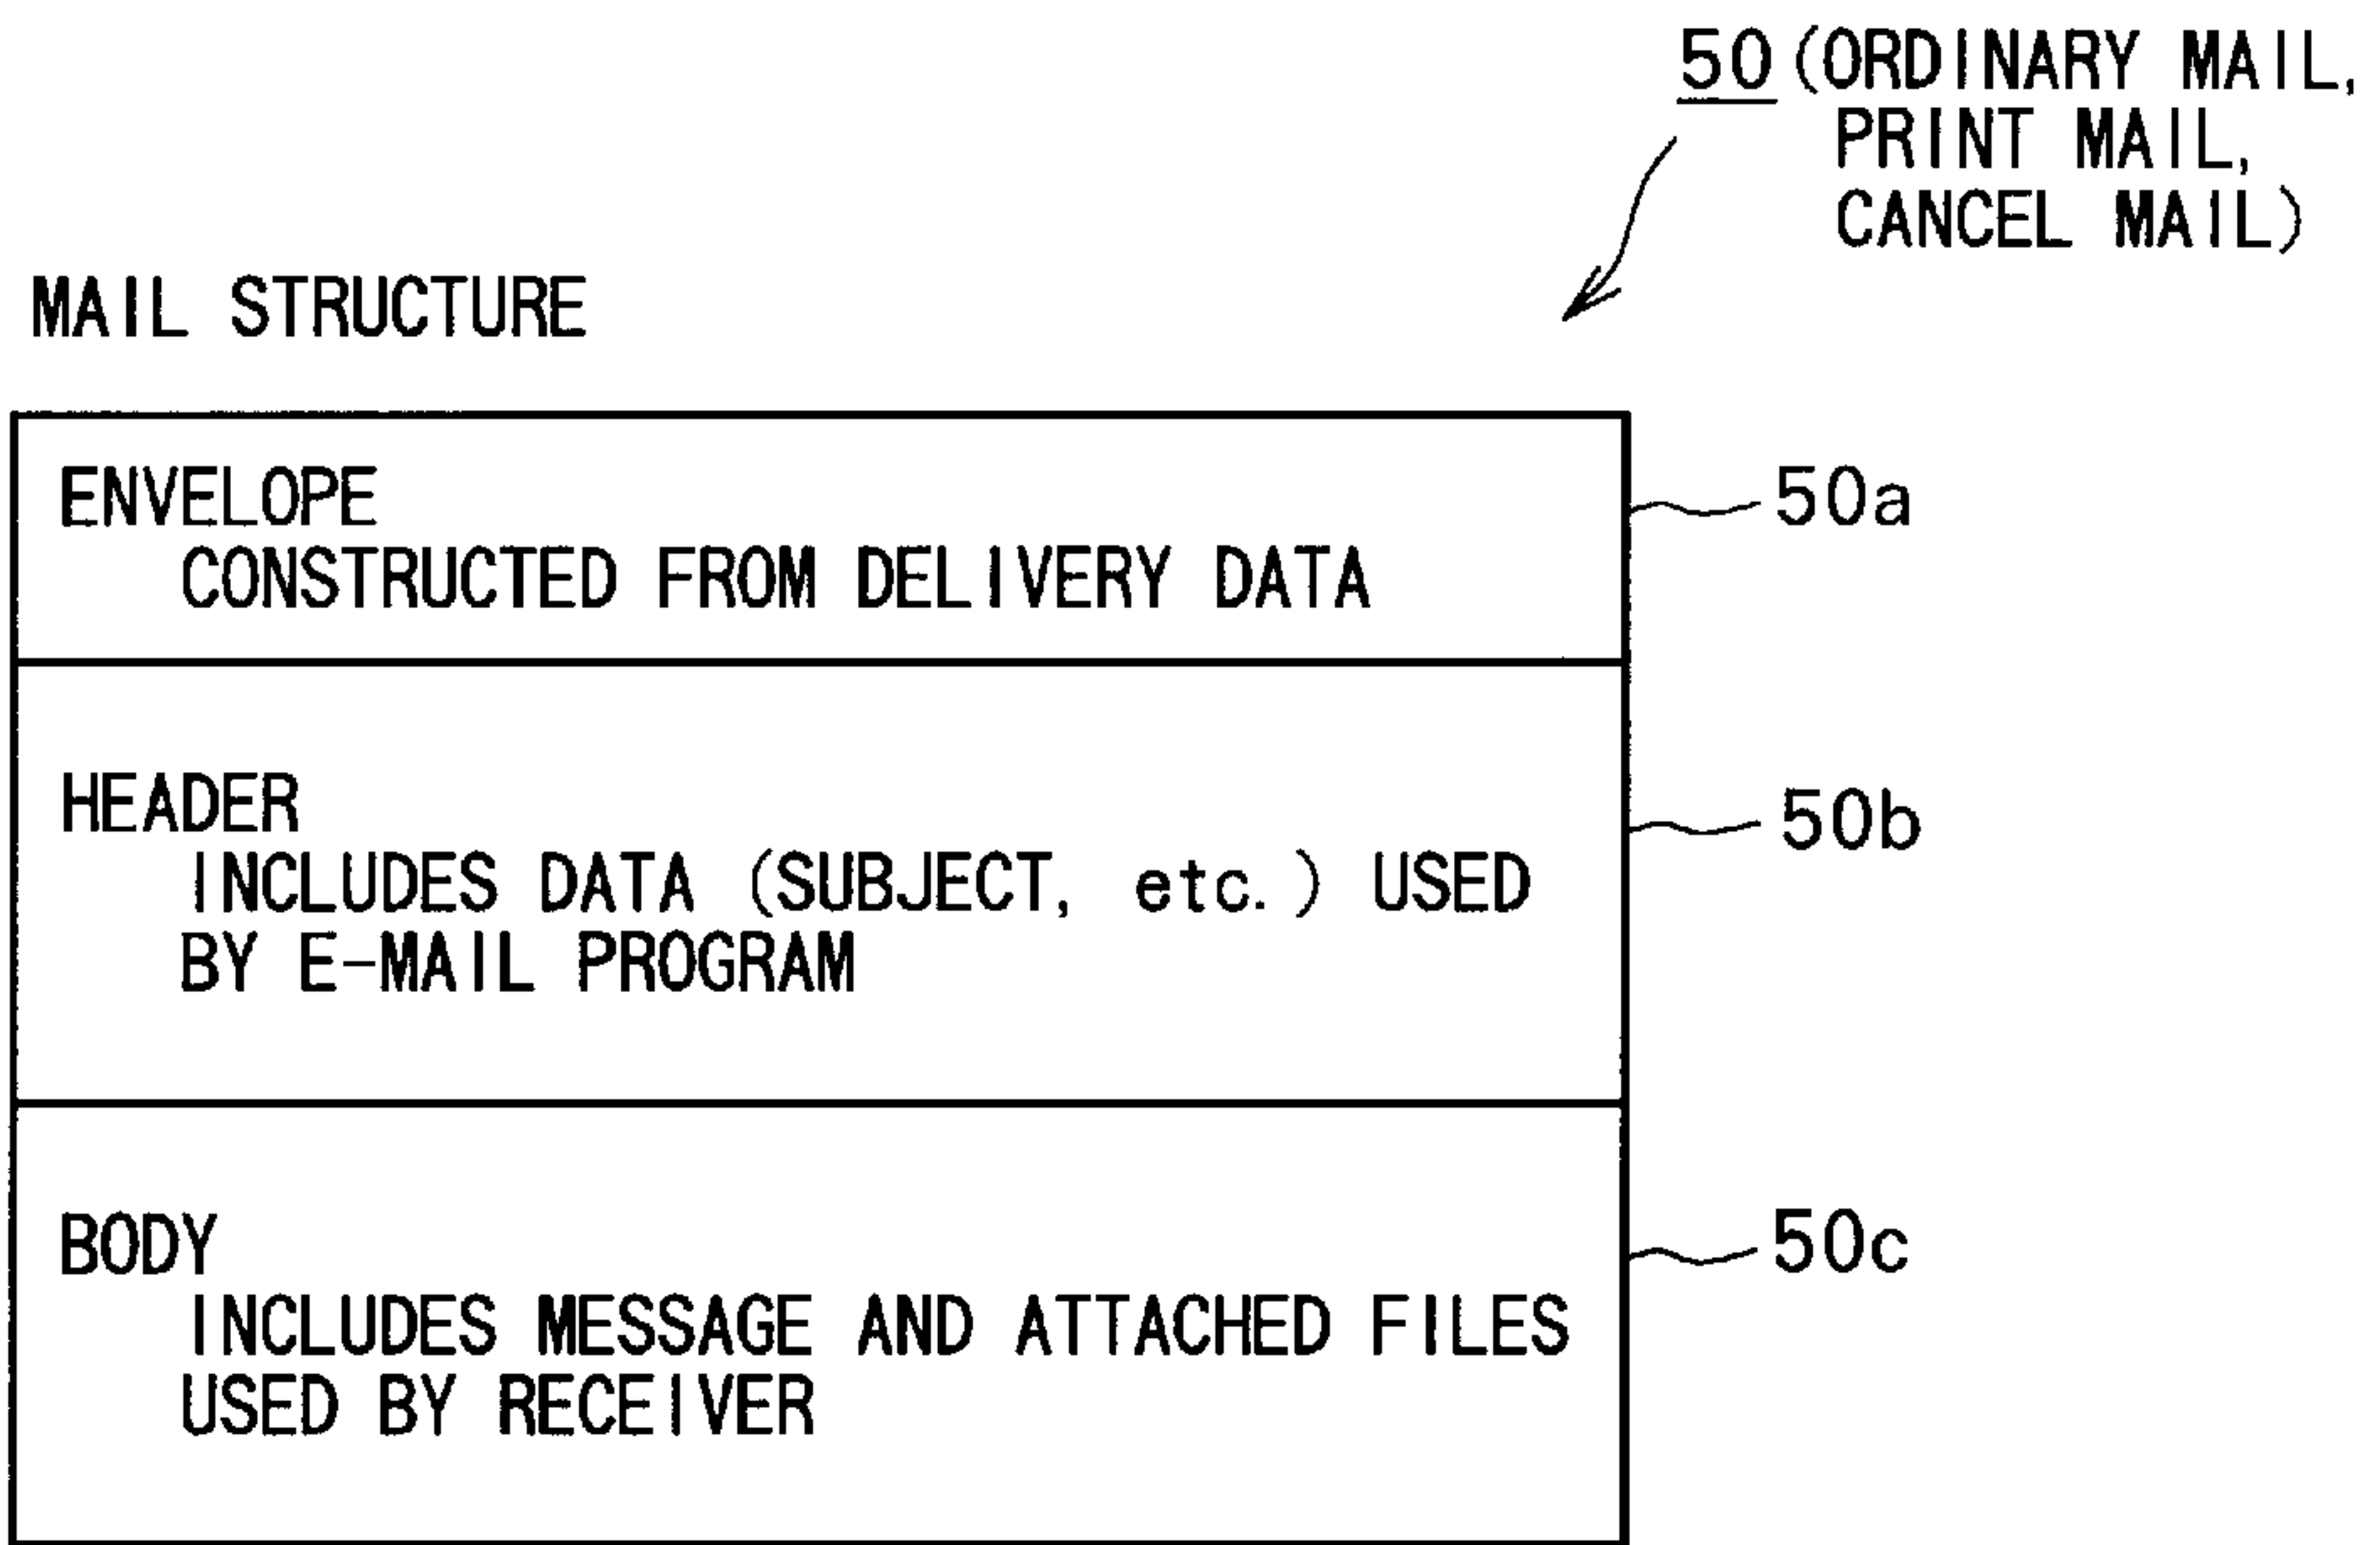 50 (ORDINARY MAIL,
PRINT MAIL,
CANCEL MAIL)
MAIL STRUCTURE
ENVELOPE
CONSTRUCTED FROM DELIVERY DATA
50a
HEADER
INCLUDES DATA (SUBJECT, etc.) USED
BY E-MAIL PROGRAM
50b
BODY
INCLUDES MESSAGE AND ATTACHED FILES
USED BY RECEIVER
50c